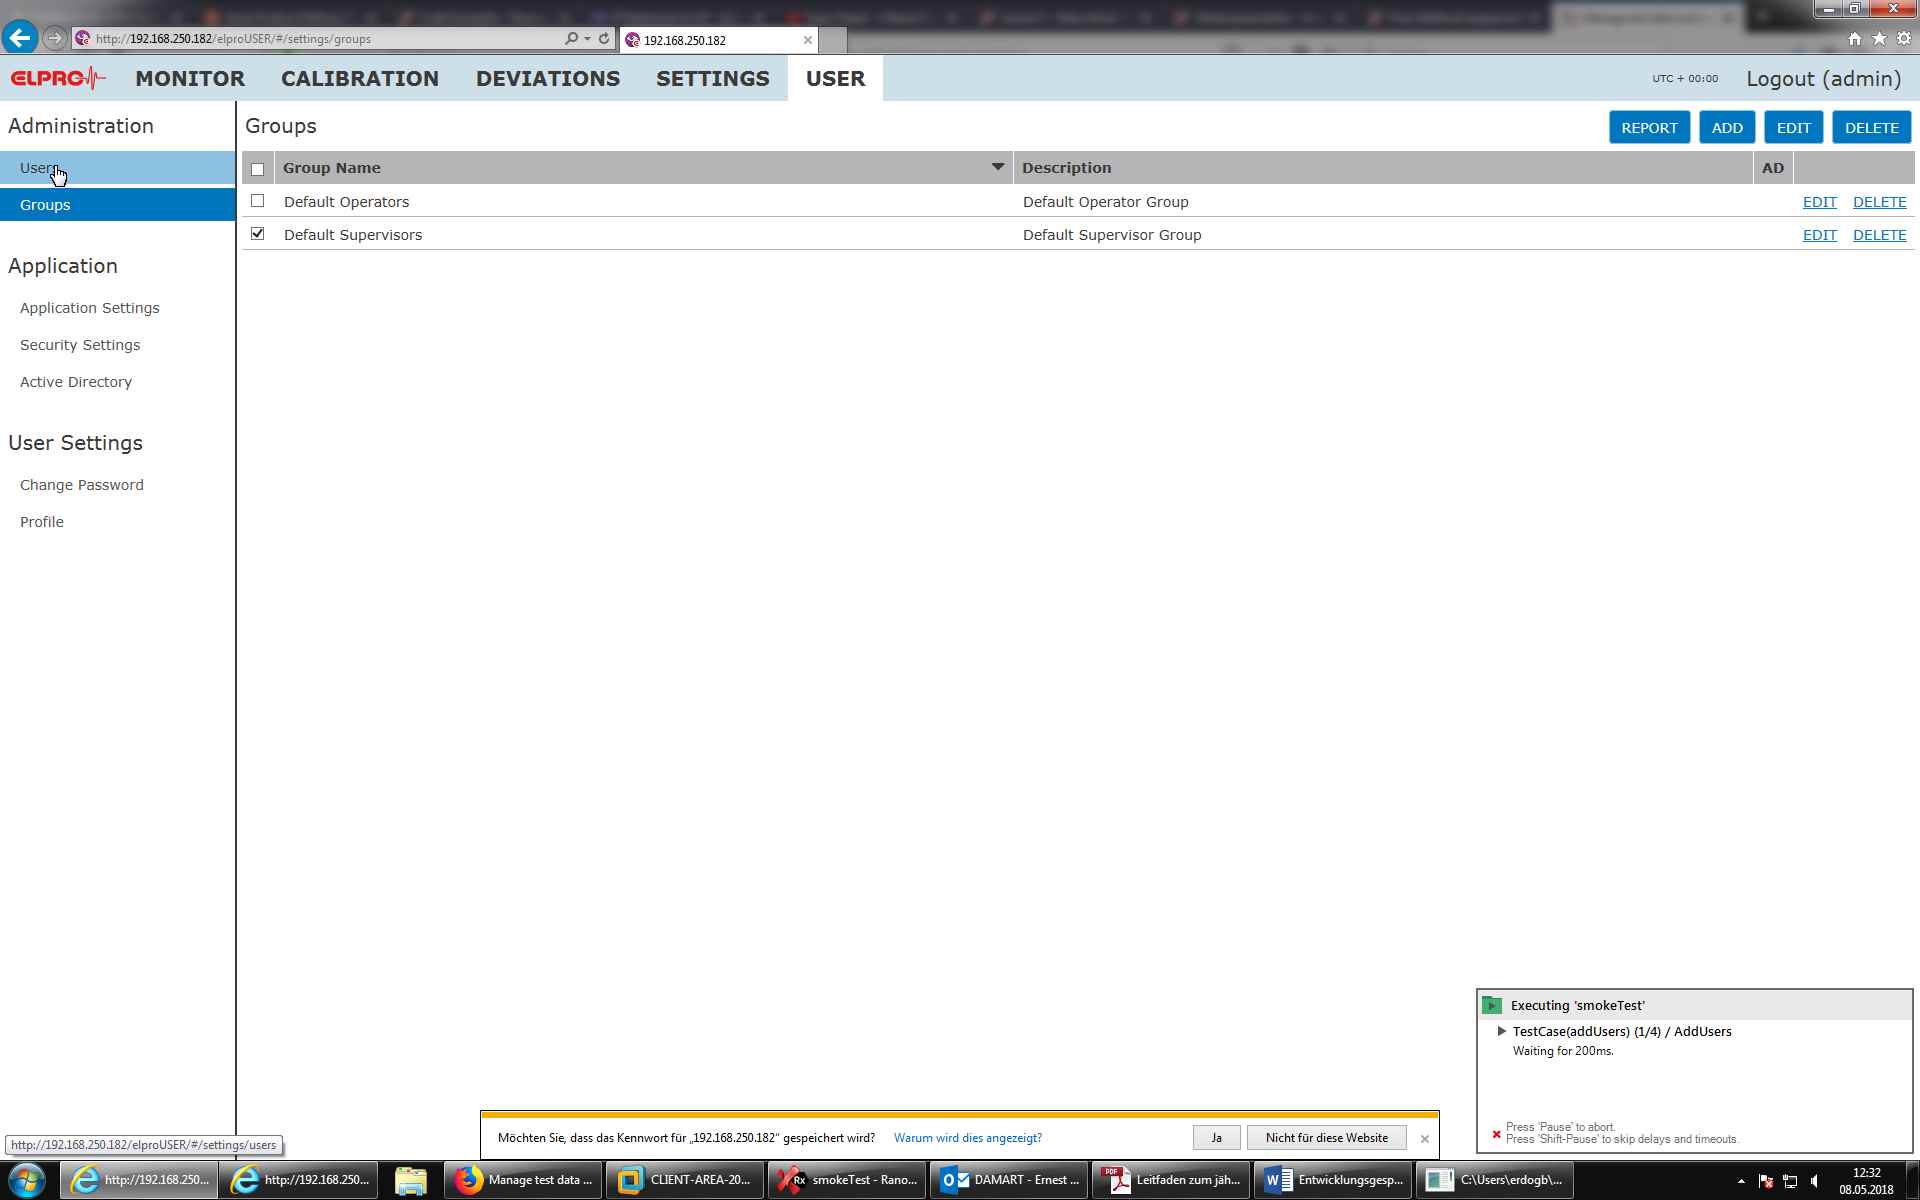 http://192.168.250.182/elproUSER/#/settings/groups
192.168.250.182
ELPRO
MONITOR
CALIBRATION
DEVIATIONS
SETTINGS
USER
UTC + 00:00
Logout (admin)
Administration
Users
Groups
Application
Application Settings
Security Settings
Active Directory
User Settings
Change Password
Profile
Groups
REPORT
ADD
EDIT
DELETE
Group Name
Description
AD
Default Operators
Default Operator Group
EDIT
DELETE
Default Supervisors
Default Supervisor Group
EDIT
DELETE
Executing 'smokeTest'
TestCase(addUsers) (1/4) / AddUsers
Waiting for 200ms.
Press 'Pause' to abort.
Press 'Shift-Pause' to skip delays and timeouts.
Möchten Sie, dass das Kennwort für „192.168.250.182“ gespeichert wird?
Warum wird dies angezeigt?
Ja
Nicht für diese Website
http://192.168.250.182/elproUSER/#/settings/users
http://192.168.250...
http://192.168.250...
Manage test data ...
CLIENT-AREA-20...
Rx
smokeTest - Rano...
DAMART - Ernest ...
PDF
Leitfaden zum jäh...
Entwicklungsgesp...
C:\Users\erdogb\...
12:32
08.05.2018